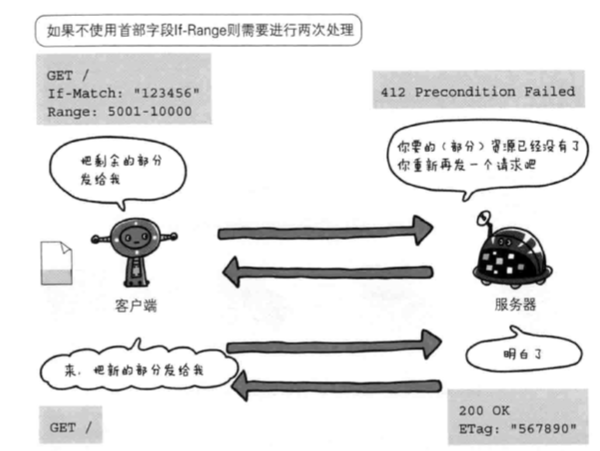 如果不使用首部字段If-Range则需要进行两次处理
GET /
If-Match: "123456"
Range: 5001-10000
412 Precondition Failed
把剩余的部分
发给我
你要的（部分）资源已经没有了
你重新再发一个请求吧
客户端
服务器
来，把新的部分发给我
明白了
GET /
200 OK
ETag: "567890"